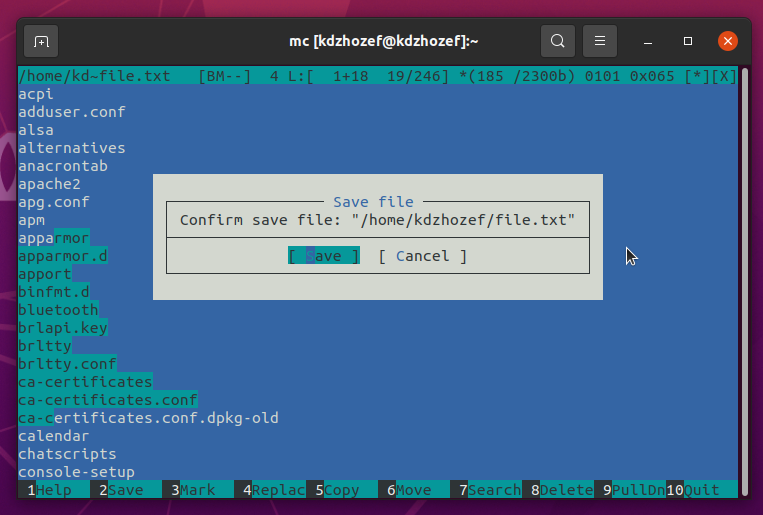 mc [kdzhozef@kdzhozef]:~
/home/kd~file.txt   [BM--]  4 L:[  1+18  19/246] *(185 /2300b) 0101 0x065 [*][X]
acpi
adduser.conf
alsa
alternatives
anacrontab
apache2
apg.conf
apm
apparmor
apparmor.d
apport
binfmt.d
bluetooth
brlapi.key
brltty
brltty.conf
ca-certificates
ca-certificates.conf
ca-certificates.conf.dpkg-old
calendar
chatscripts
console-setup
Save file
Confirm save file: "/home/kdzhozef/file.txt"
[ Save ]  [ Cancel ]
1Help  2Save  3Mark  4Replac 5Copy  6Move  7Search 8Delete 9PullDn 10Quit